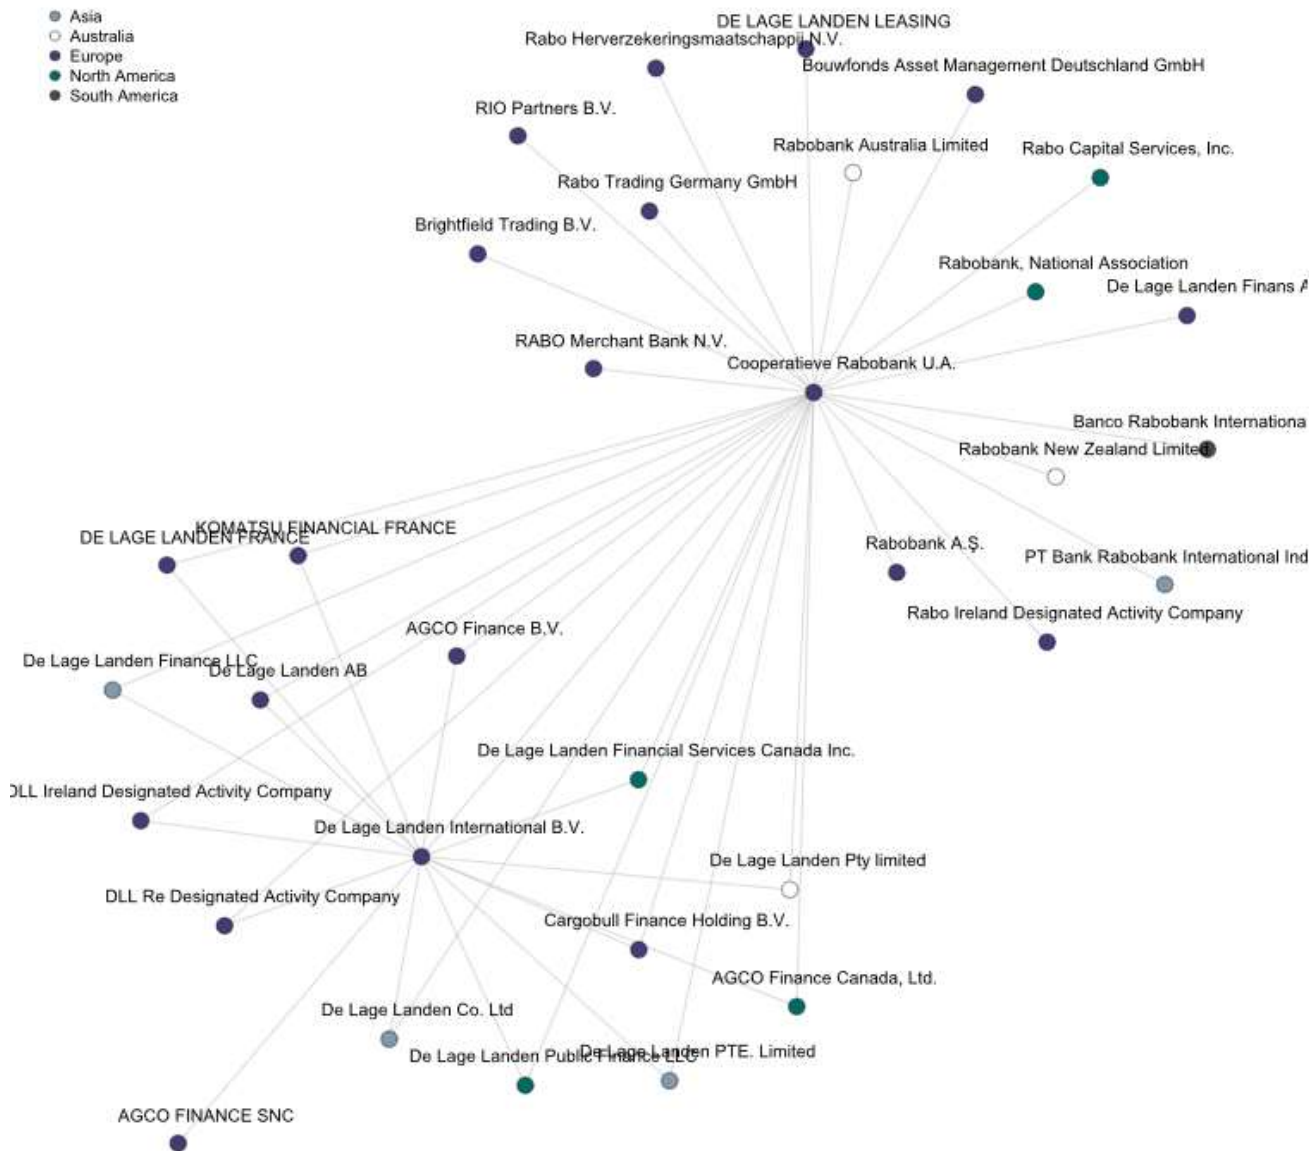 Asia
Australia
Europe
North America
South America
DE LAGE LANDEN LEASING
Rabo Herverzekeringsmaatschappij N.V.
Bouwfonds Asset Management Deutschland GmbH
RIO Partners B.V.
Rabobank Australia Limited
Rabo Capital Services, Inc.
Rabo Trading Germany GmbH
Brightfield Trading B.V.
Rabobank, National Association
De Lage Landen Finans A
RABO Merchant Bank N.V.
Cooperatieve Rabobank U.A.
Banco Rabobank Internationa
Rabobank New Zealand Limited
KOMATSU FINANCIAL FRANCE
DE LAGE LANDEN FRANCE
Rabobank A.Ş.
PT Bank Rabobank International Ind
Rabo Ireland Designated Activity Company
AGCO Finance B.V.
De Lage Landen Finance LLC
De Lage Landen AB
De Lage Landen Financial Services Canada Inc.
DLL Ireland Designated Activity Company
De Lage Landen International B.V.
De Lage Landen Pty limited
DLL Re Designated Activity Company
Cargobull Finance Holding B.V.
AGCO Finance Canada, Ltd.
De Lage Landen Co. Ltd
De Lage Landen Public Finance LLC
De Lage Landen PTE. Limited
AGCO FINANCE SNC